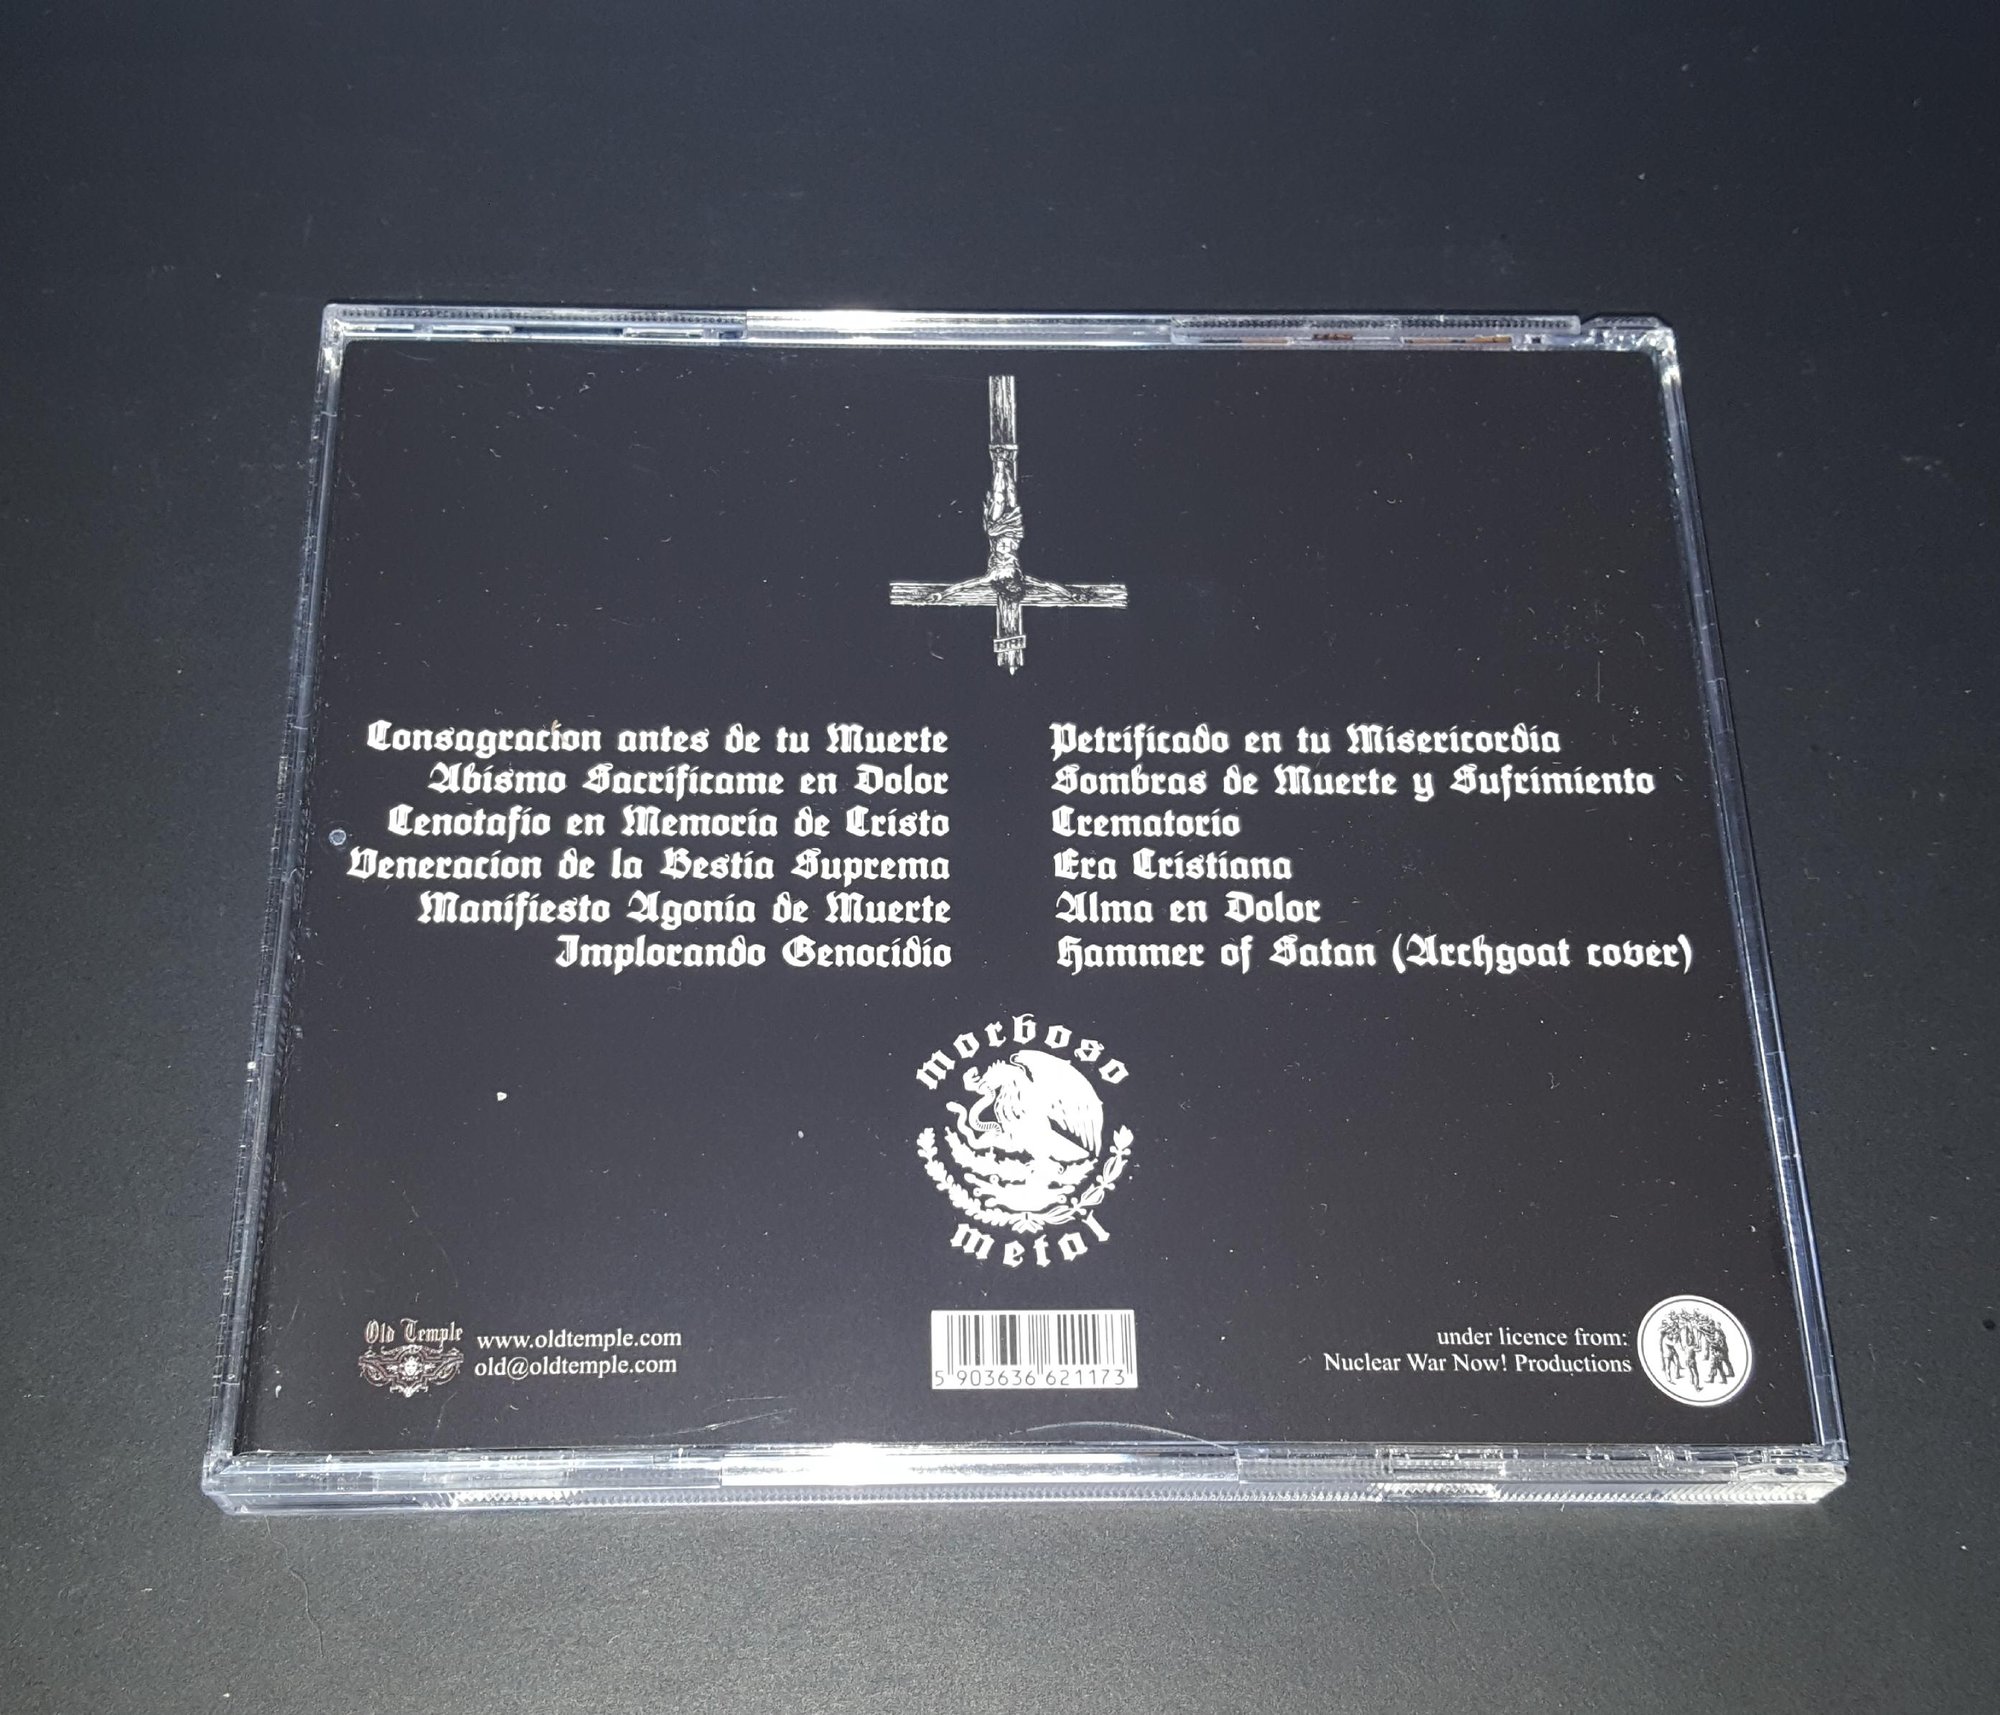 Consagracion antes de tu Muerte
Abismo Sacrificame en Dolor
Cenotafio en Memoria de Cristo
Veneracion de la Bestia Suprema
Manifiesto Agonia de Muerte
Implorando Genocidio
Petrificado en tu Misericordia
Sombras de Muerte y Sufrimiento
Crematorio
Era Cristiana
Alma en Dolor
Hammer of Satan (Archgoat cover)
morboso
metal
Old Temple
www.oldtemple.com
old@oldtemple.com
5 903636 621173
under licence from:
Nuclear War Now! Productions